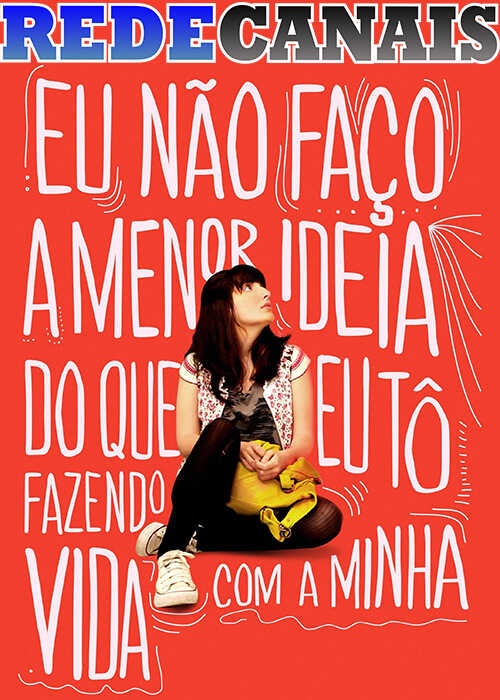 REDECANAIS
EU NÃO FAÇO
A MENOR IDEIA
DO QUE EU TÔ
FAZENDO
VIDA COM A MINHA